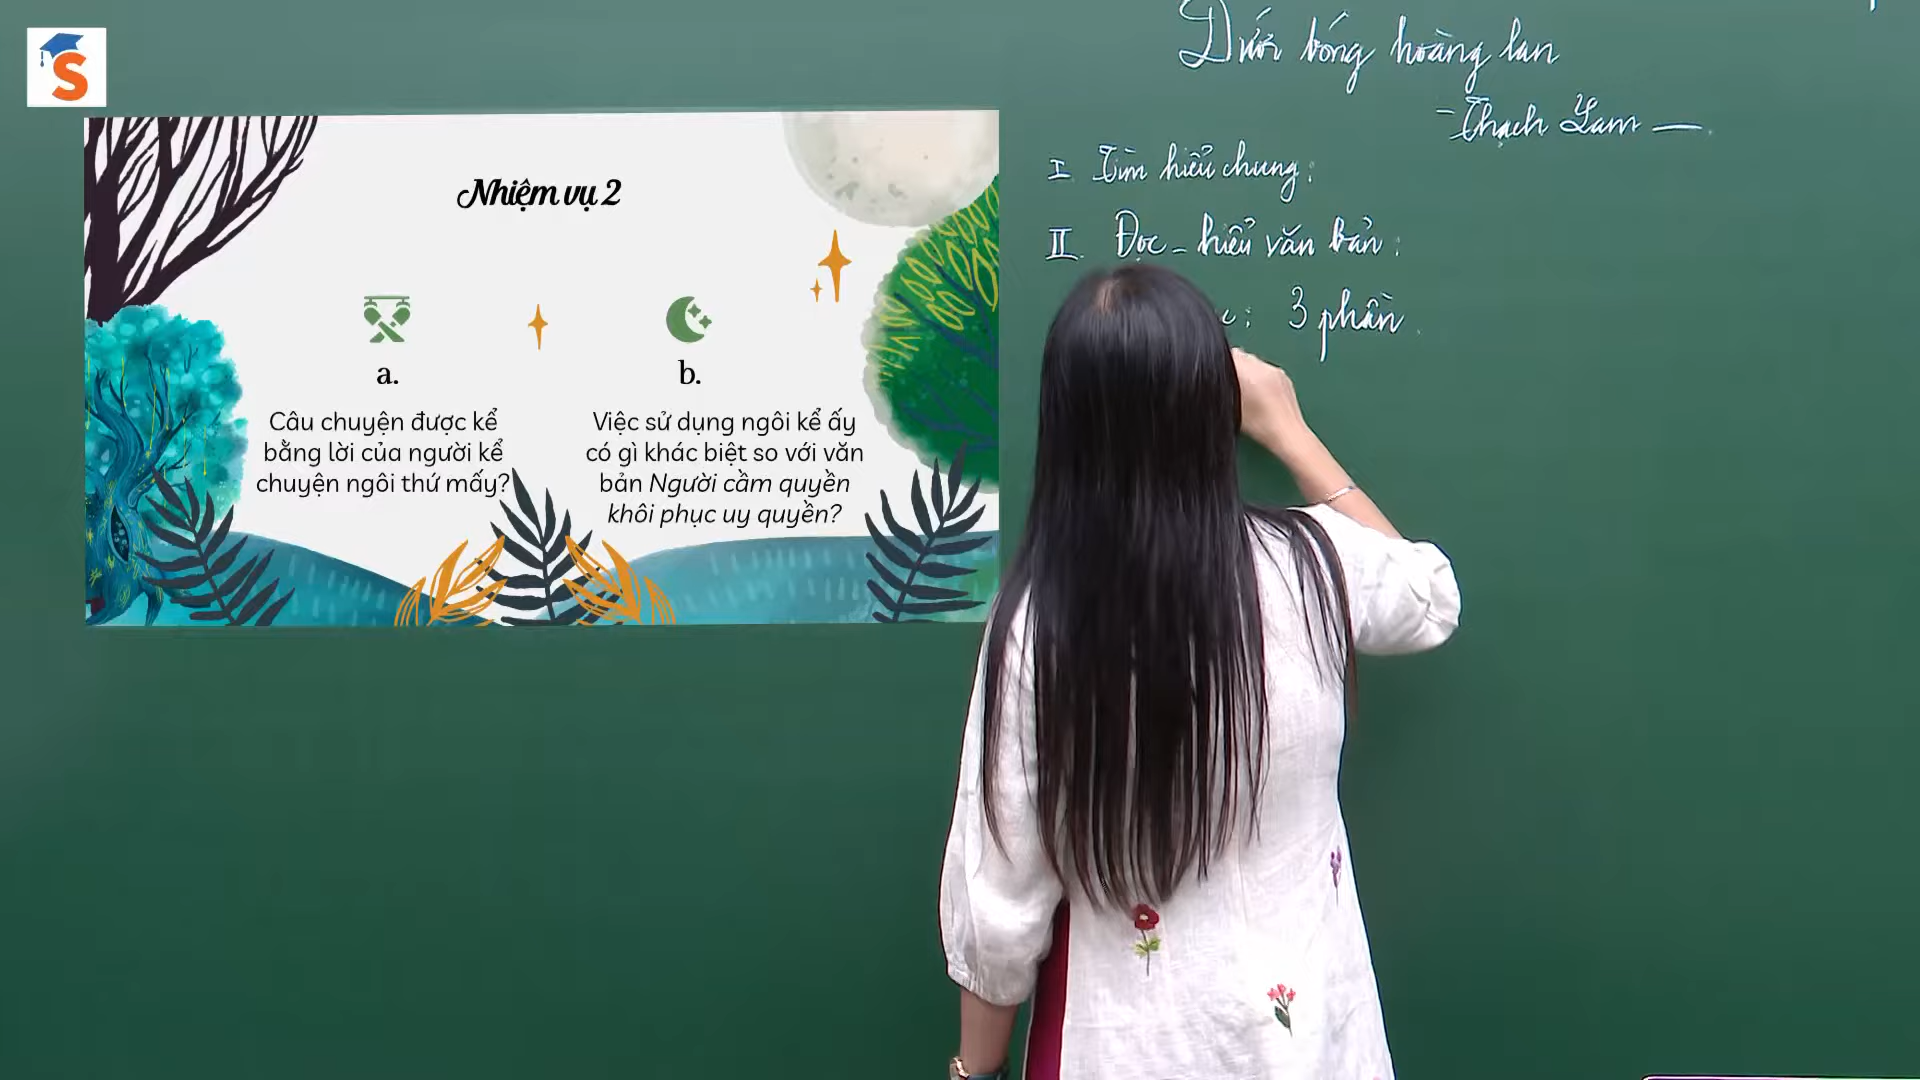 S
Nhiệm vụ 2
a.
Câu chuyện được kể
bằng lời của người kể
chuyện ngôi thứ mấy?
b.
Việc sử dụng ngôi kể ấy
có gì khác biệt so với văn
bản Người cầm quyền
khôi phục uy quyền?
Dưới bóng hoàng lan
- Thạch Lam —.
I. Tìm hiểu chung:
II. Đọc - hiểu văn bản:
3 phần.